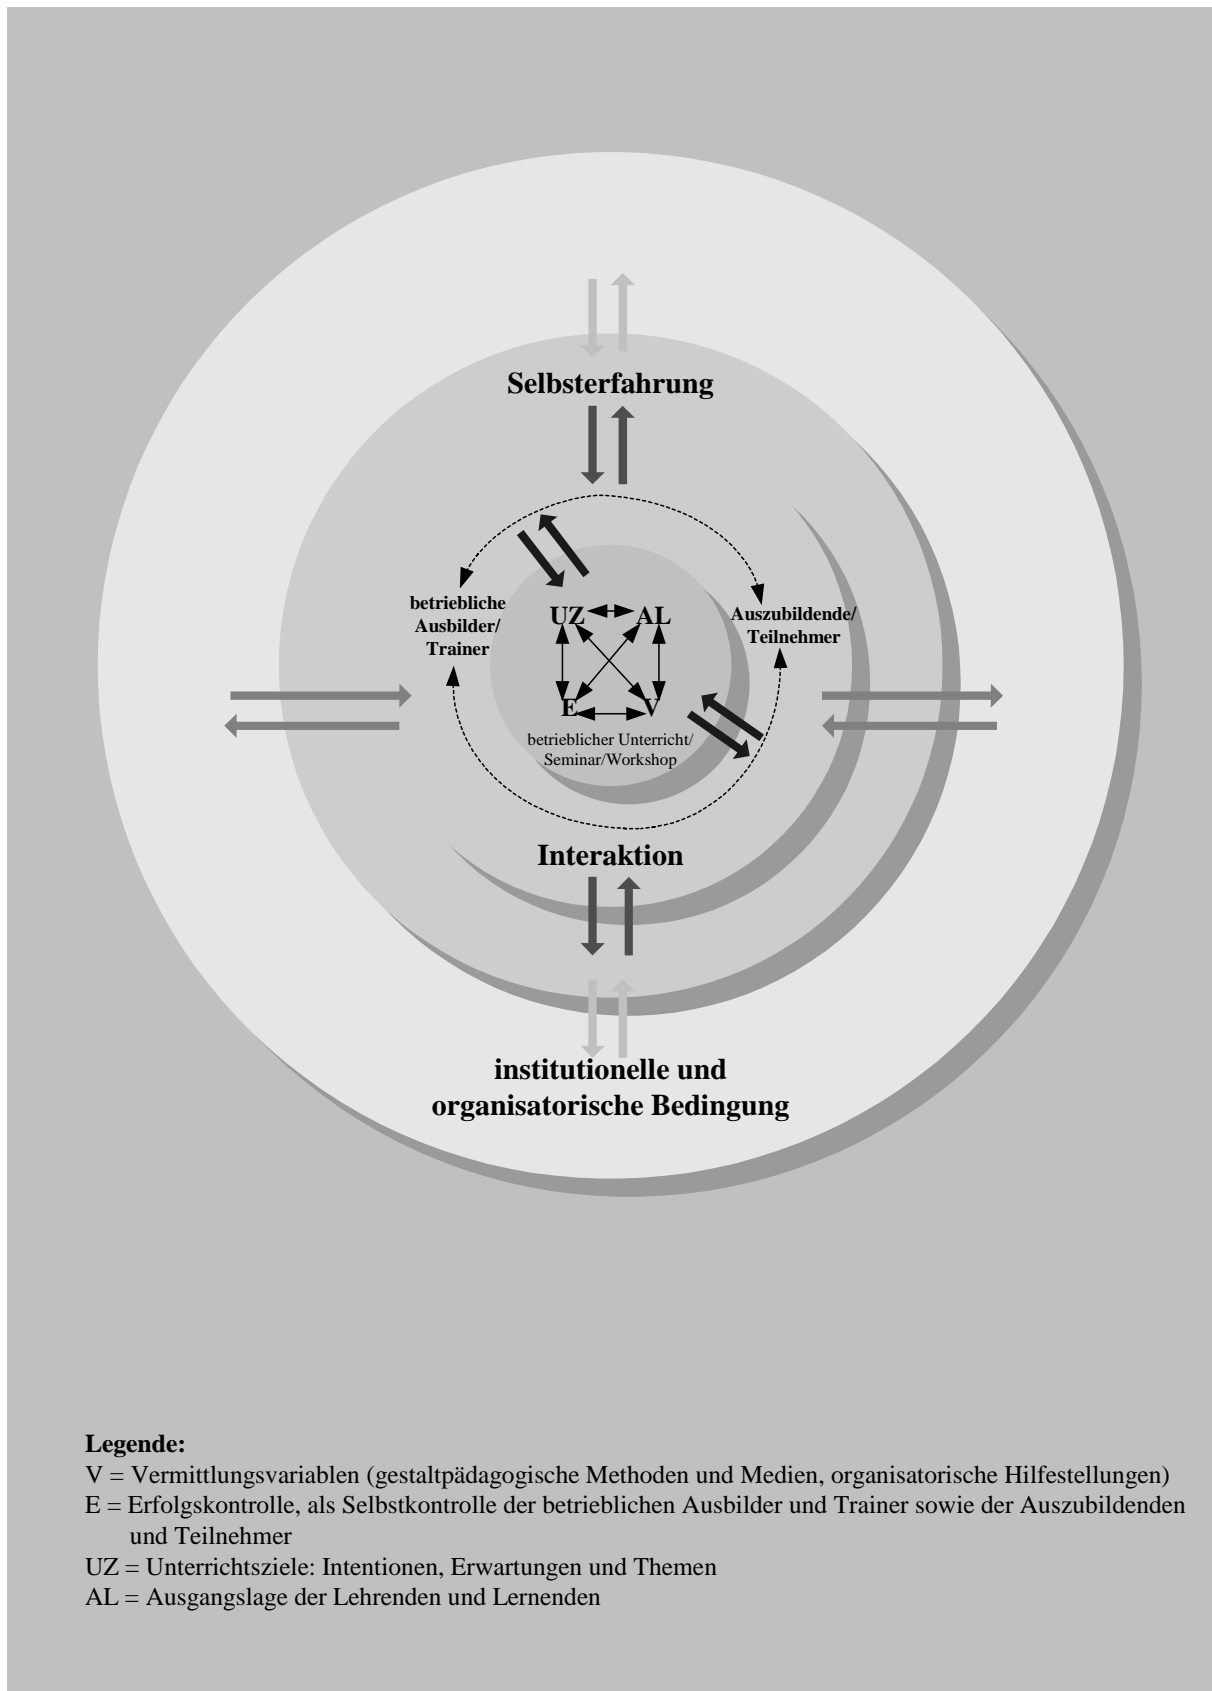 Selbsterfahrung
betriebliche
Ausbilder/
Trainer
Auszubildende/
Teilnehmer
UZ AL
E V
betrieblicher Unterricht/
Seminar/Workshop
Interaktion
institutionelle und
organisatorische Bedingung
Legende:
V = Vermittlungsvariablen (gestaltpädagogische Methoden und Medien, organisatorische Hilfestellungen)
E = Erfolgskontrolle, als Selbstkontrolle der betrieblichen Ausbilder und Trainer sowie der Auszubildenden
und Teilnehmer
UZ = Unterrichtsziele: Intentionen, Erwartungen und Themen
AL = Ausgangslage der Lehrenden und Lernenden